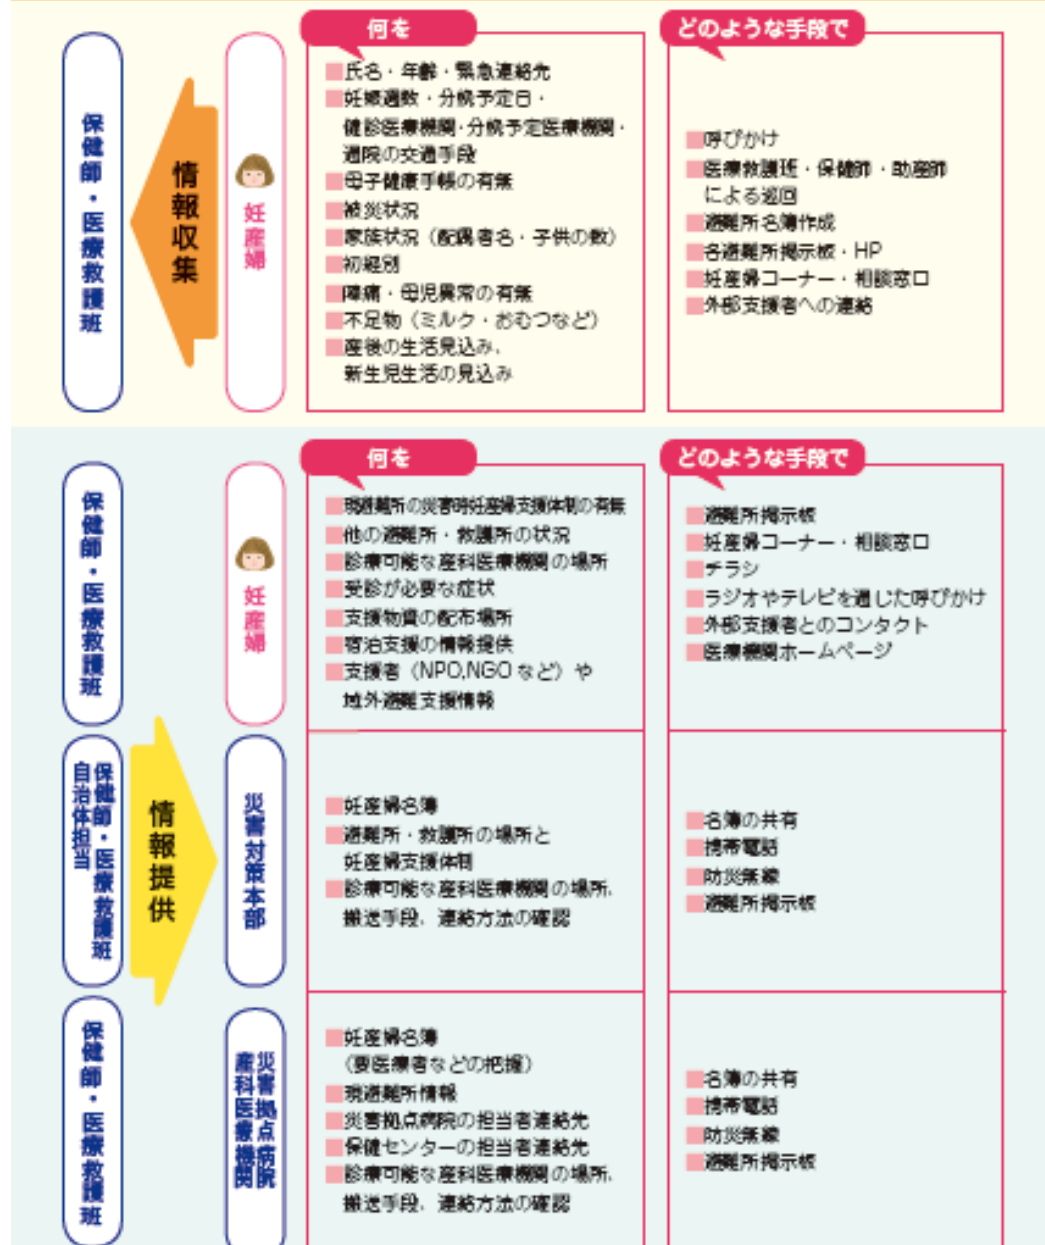 保健師・医療救護班
情報収集
妊産婦
何を
■氏名・年齢・緊急連絡先
■妊娠週数・分娩予定日・
健診医療機関・分娩予定医療機関・
通院の交通手段
■母子健康手帳の有無
■被災状況
■家族状況（配偶者名・子供の数）
■初経別
■陣痛・母児異常の有無
■不足物（ミルク・おむつなど）
■産後の生活見込み、
新生児生活の見込み
どのような手段で
■呼びかけ
■医療救護班・保健師・助産師
による巡回
■避難所名簿作成
■各避難所掲示板・HP
■妊産婦コーナー・相談窓口
■外部支援者への連絡
情報提供
保健師・医療救護班
妊産婦
何を
■現避難所の災害時妊産婦支援体制の有無
■他の避難所・救護所の状況
■診療可能な産科医療機関の場所
■受診が必要な症状
■支援物資の配布場所
■宿泊支援の情報提供
■支援者（NPO,NGOなど）や
域外避難支援情報
どのような手段で
■避難所掲示板
■妊産婦コーナー・相談窓口
■チラシ
■ラジオやテレビを通じた呼びかけ
■外部支援者とのコンタクト
■医療機関ホームページ
保健師・医療救護班
自治体担当
災害対策本部
■妊産婦名簿
■避難所・救護所の場所と
妊産婦支援体制
■診療可能な産科医療機関の場所、
搬送手段、連絡方法の確認
■名簿の共有
■携帯電話
■防災無線
■避難所掲示板
保健師・医療救護班
災害拠点病院
産科医療機関
■妊産婦名簿
（要医療者などの把握）
■現避難所情報
■災害拠点病院の担当者連絡先
■保健センターの担当者連絡先
■診療可能な産科医療機関の場所、
搬送手段、連絡方法の確認
■名簿の共有
■携帯電話
■防災無線
■避難所掲示板